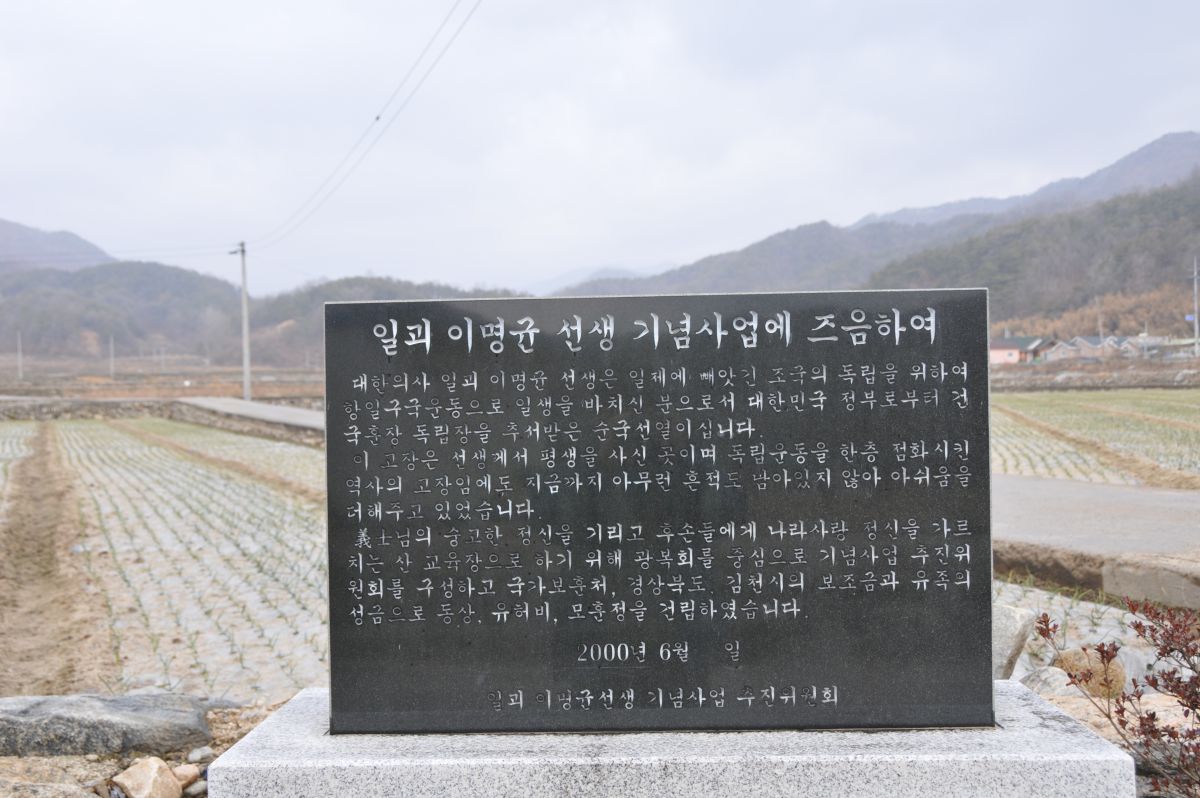 일괴 이명균 선생 기념사업에 즈음하여
대한의사 일괴 이명균 선생은 일제에 빼앗긴 조국의 독립을 위하여
항일구국운동으로 일생을 바치신 분으로서 대한민국 정부로부터 건
국훈장 독립장을 추서받은 순국선열이십니다.
이 고장은 선생께서 평생을 사신 곳이며 독립운동을 한층 점화시킨
역사의 고장임에도 지금까지 아무런 흔적도 남아있지 않아 아쉬움을
더해주고 있었습니다.
義士님의 숭고한 정신을 기리고 후손들에게 나라사랑 정신을 가르
치는 산 교육장으로 하기 위해 광복회를 중심으로 기념사업 추진위
원회를 구성하고 국가보훈처, 경상북도, 김천시의 보조금과 유족의
성금으로 동상, 유허비, 모훈정을 건립하였습니다.
2000년 6월 일
일괴 이명균선생 기념사업 추진위원회